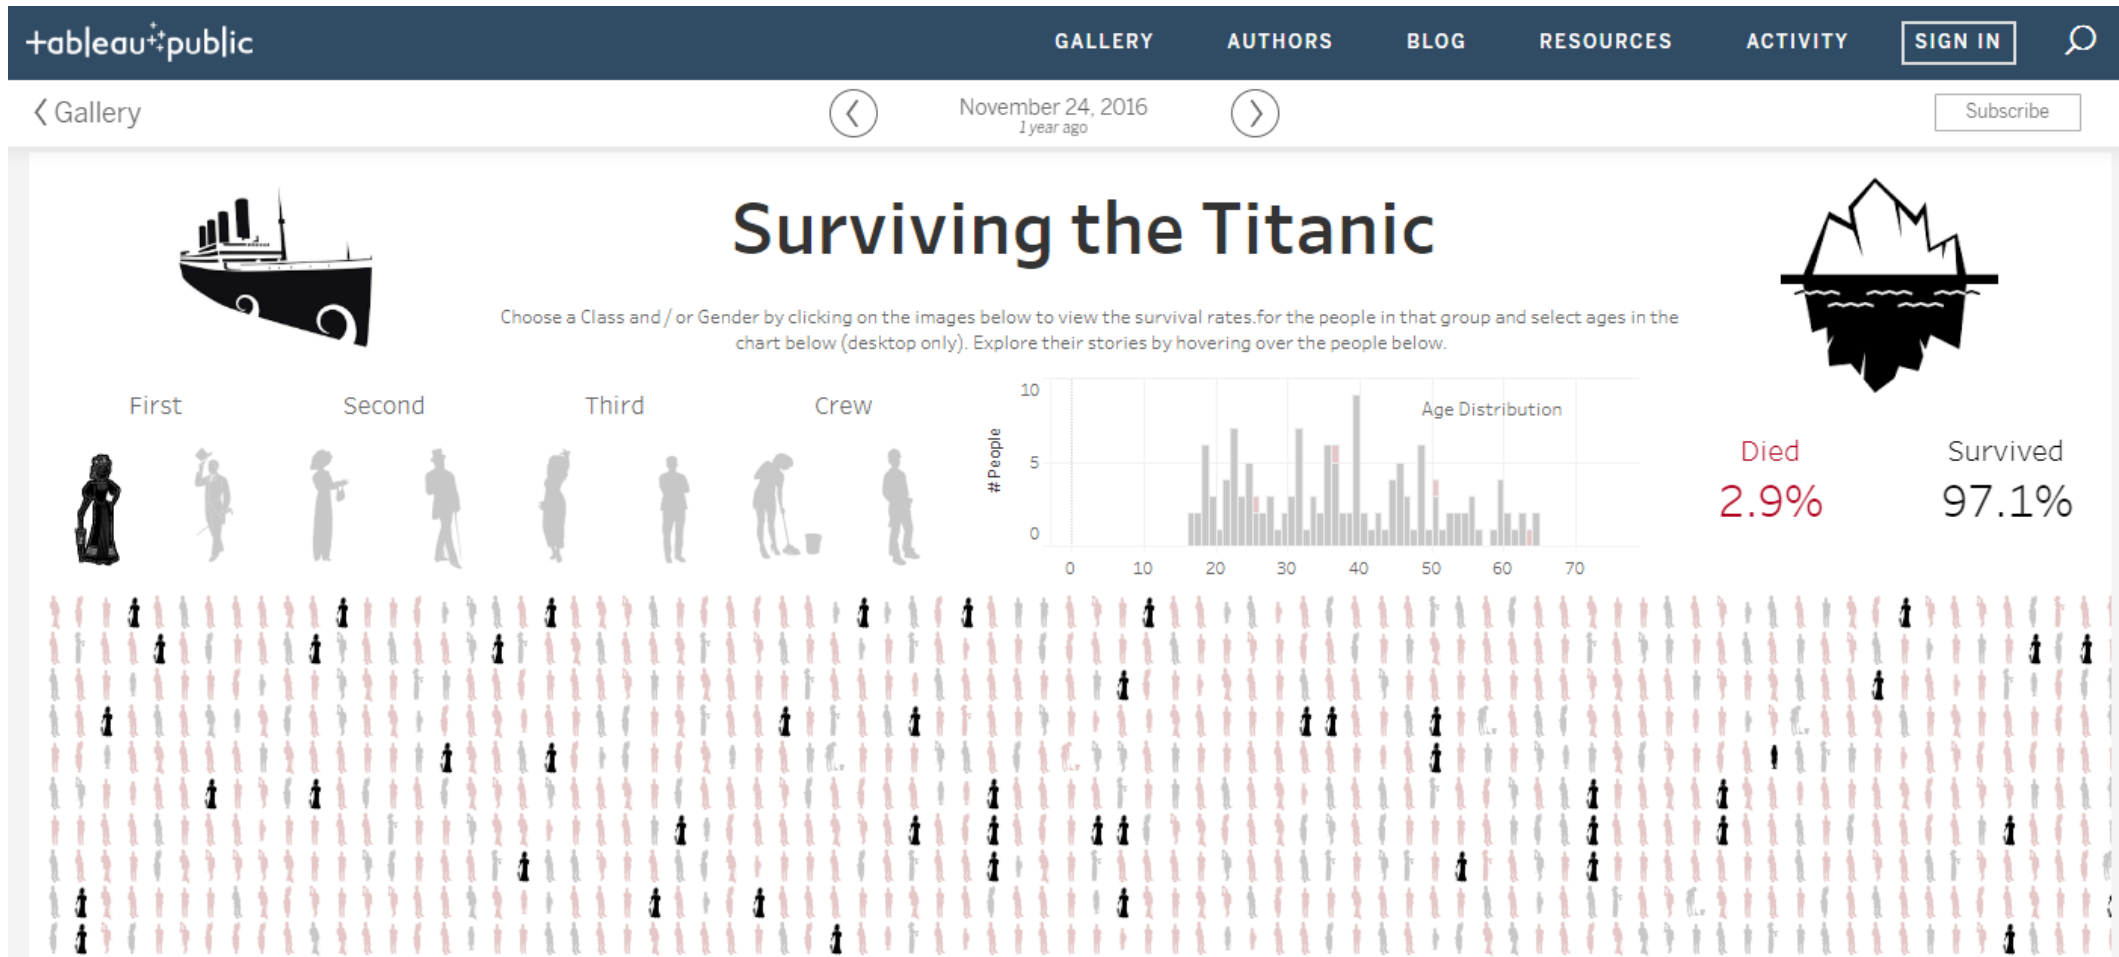 +ableau public
GALLERY AUTHORS BLOG RESOURCES ACTIVITY SIGN IN
Gallery
November 24, 2016
1 year ago
Subscribe
Surviving the Titanic
Choose a Class and / or Gender by clicking on the images below to view the survival rates.for the people in that group and select ages in the
chart below (desktop only). Explore their stories by hovering over the people below.
First Second Third Crew
# People
10
5
0
Age Distribution
0 10 20 30 40 50 60 70
Died Survived
2.9% 97.1%